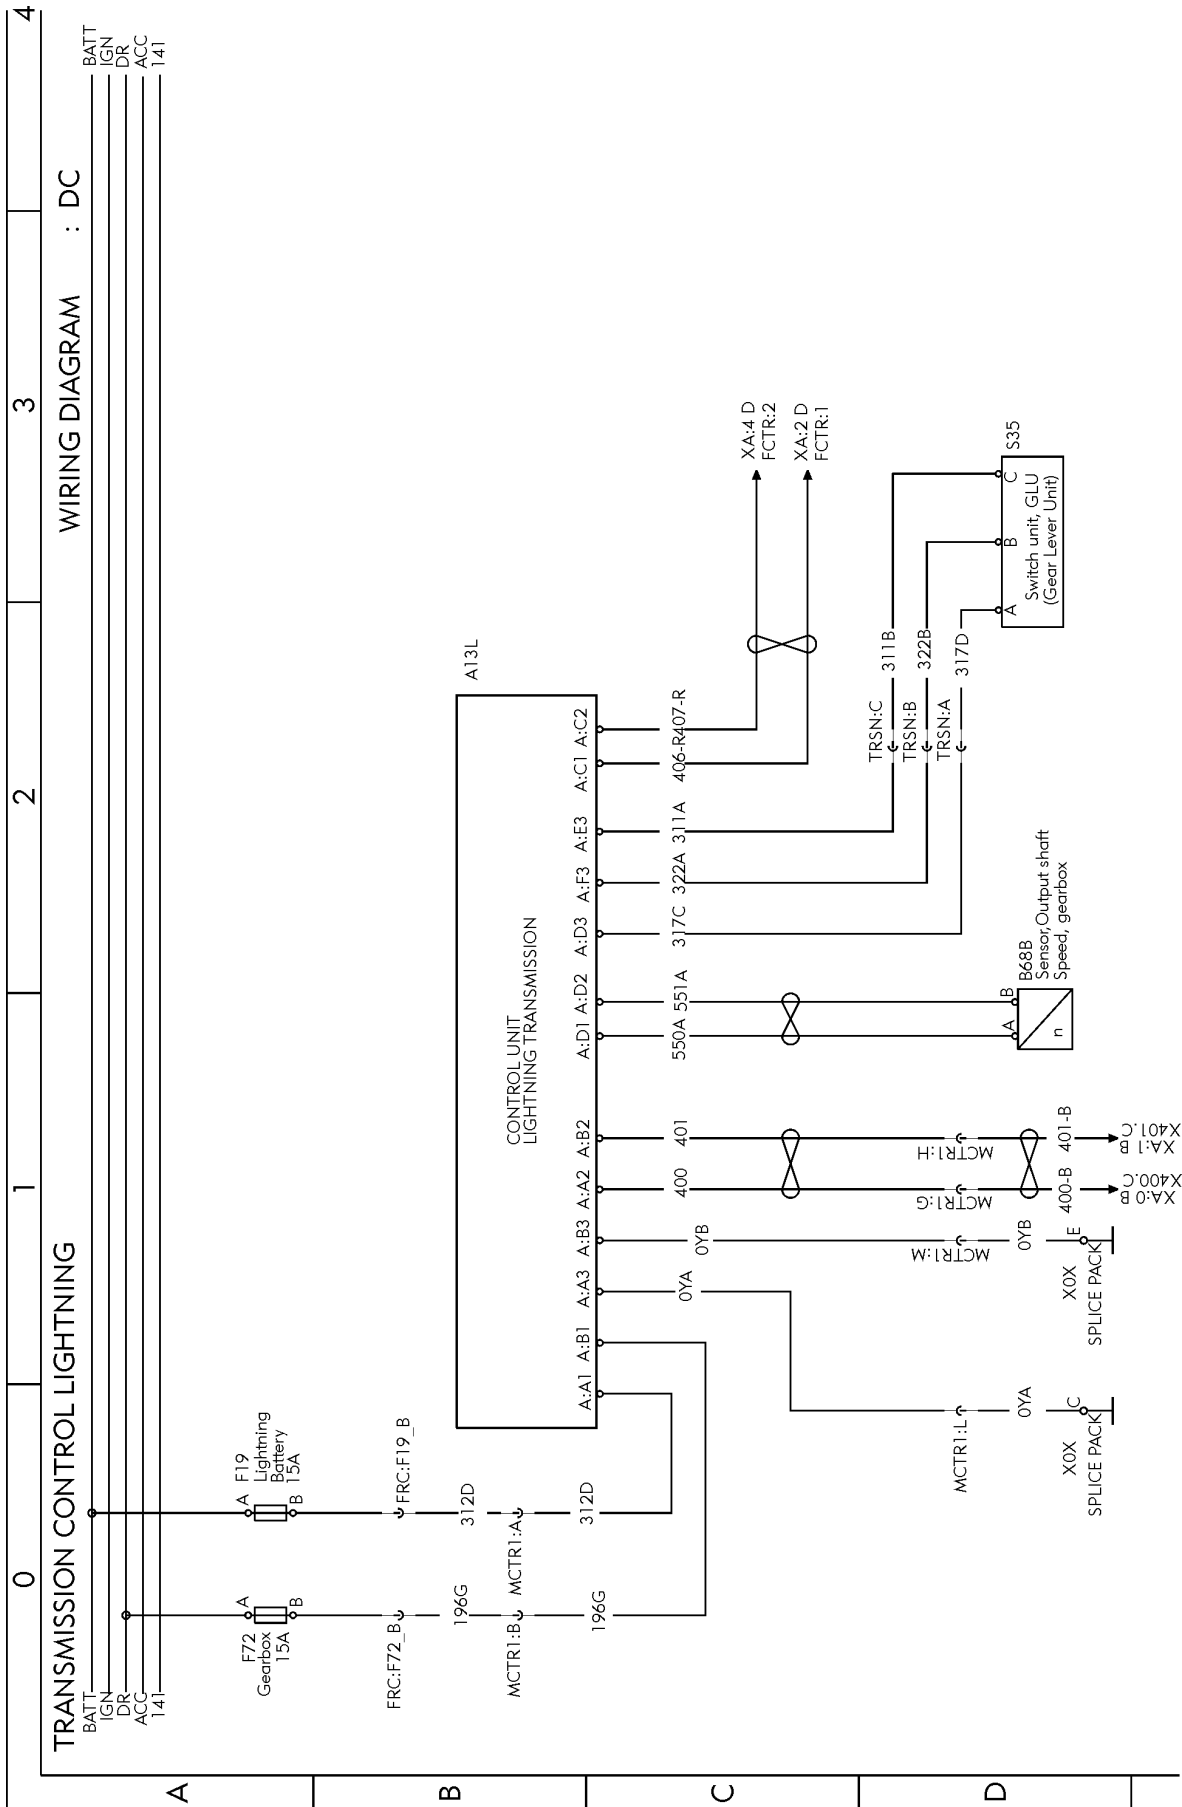 0
1
2
3
4
TRANSMISSION CONTROL LIGHTNING
WIRING DIAGRAM : DC
BATT
IGN
DR
ACC
141
BATT
IGN
DR
ACC
141
A
B
C
D
A
F72
Gearbox
15A
B
A
F19
Lightning
Battery
15A
B
FRC:F72_B
FRC:F19_B
196G
312D
MCTR1:B
MCTR1:A
196G
312D
A13L
CONTROL UNIT
LIGHTNING TRANSMISSION
A:A1
A:B1
A:A3
A:B3
A:A2
A:B2
A:D1
A:D2
A:D3
A:F3
A:E3
A:C1
A:C2
0YA
0YB
400
401
550A
551A
317C
322A
311A
406-R
407-R
XA:4 D
FCTR:2
XA:2 D
FCTR:1
TRSN:C
311B
TRSN:B
322B
TRSN:A
317D
MCTR1:L
MCTR1:M
MCTR1:G
MCTR1:H
0YA
0YB
400-B
401-B
X0X
C
SPLICE PACK
X0X
E
SPLICE PACK
XA:0 B
X400.C
XA:1 B
X401.C
A
B
n
B68B
Sensor,Output shaft
Speed, gearbox
A
B
C
Switch unit, GLU
(Gear Lever Unit)
S35